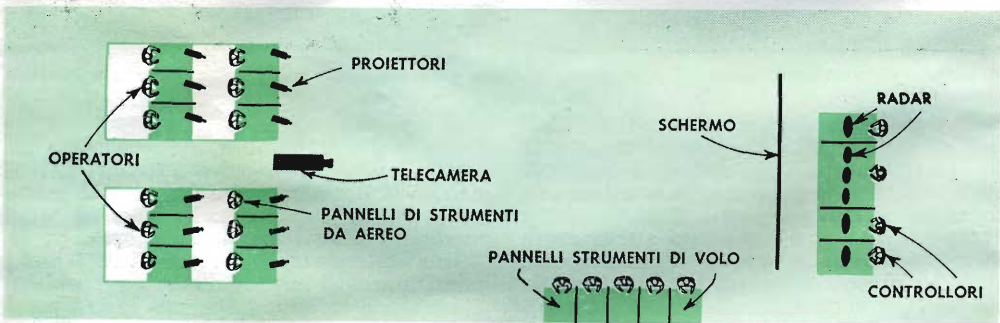 PROIETTORI
RADAR
SCHERMO
OPERATORI
TELECAMERA
PANNELLI DI STRUMENTI
DA AEREO
PANNELLI STRUMENTI DI VOLO
CONTROLLORI